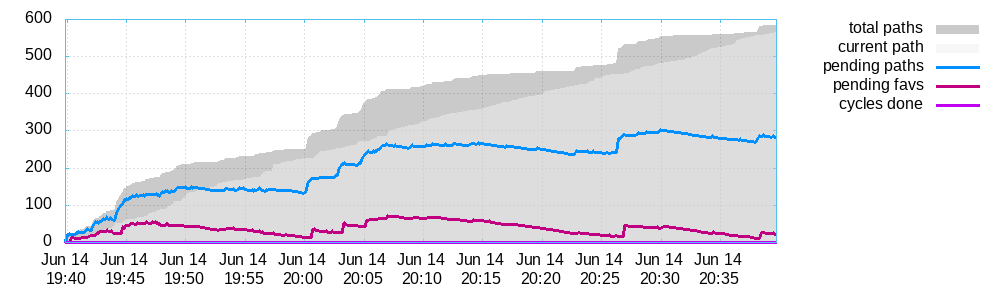 600
500
400
300
200
100
0
Jun 14 Jun 14 Jun 14 Jun 14 Jun 14 Jun 14 Jun 14 Jun 14 Jun 14 Jun 14 Jun 14 Jun 14
19:40 19:45 19:50 19:55 20:00 20:05 20:10 20:15 20:20 20:25 20:30 20:35
total paths
current path
pending paths
pending favs
cycles done